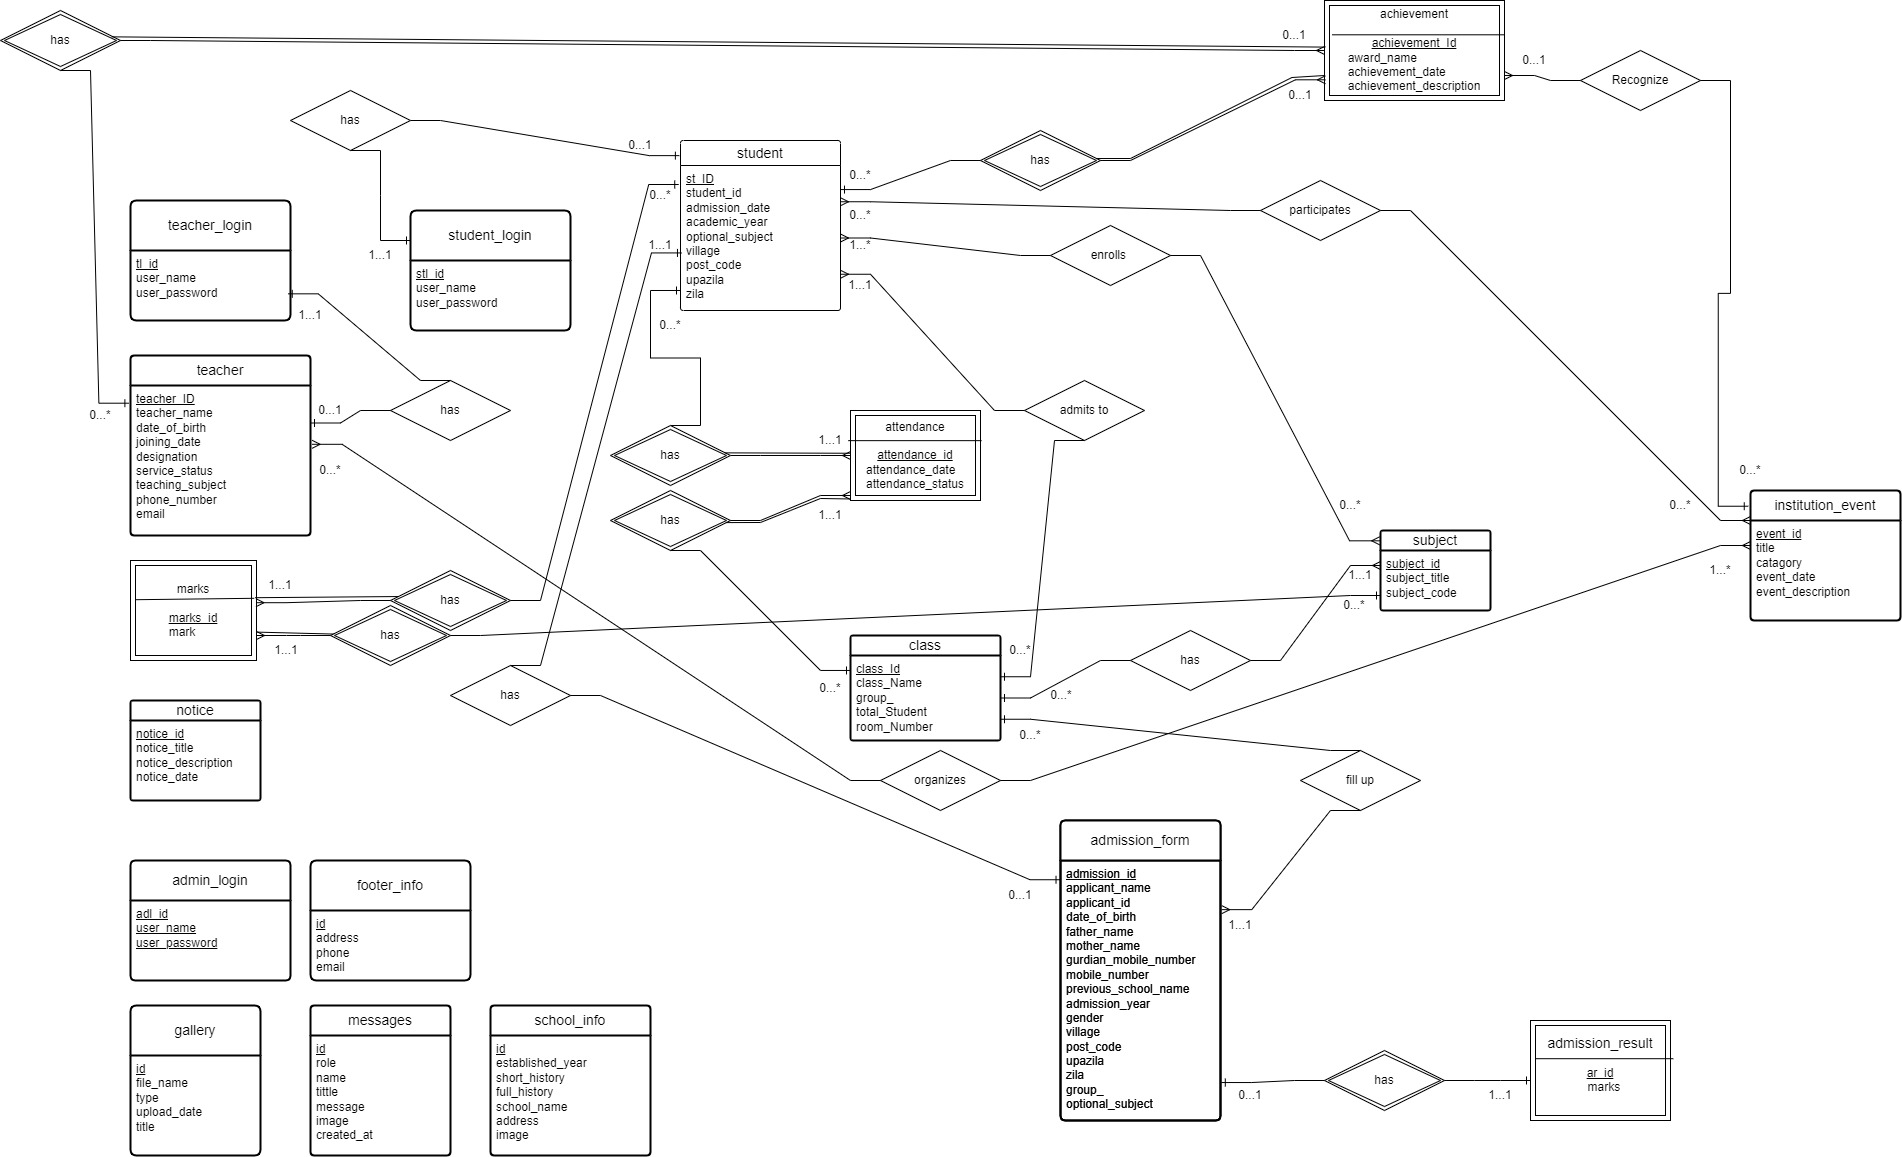 has
0...1
achievement
achievement_Id
award_name
achievement_date
achievement_description
0...1
0...1
Recognize
has
0...1
student
st_ID
student_id
admission_date
academic_year
optional_subject
village
post_code
upazila
zila
0...*
1...1
0...*
0...*
0...*
1...*
1...1
has
participates
enrolls
teacher_login
tl_id
user_name
user_password
1...1
student_login
stl_id
user_name
user_password
1...1
teacher
teacher_ID
teacher_name
date_of_birth
joining_date
designation
service_status
teaching_subject
phone_number
email
0...*
0...1
has
0...*
admits to
has
1...1
attendance
attendance_id
attendance_date
attendance_status
has
1...1
0...*
0...*
0...*
institution_event
event_id
title
catagory
event_date
event_description
1...*
subject
subject_id
subject_title
subject_code
1...1
0...*
marks
marks_id
mark
1...1
has
has
1...1
class
class_Id
class_Name
group_
total_Student
room_Number
0...*
0...*
0...*
0...*
has
has
notice
notice_id
notice_title
notice_description
notice_date
organizes
fill up
admission_form
admission_id
applicant_name
applicant_id
date_of_birth
father_name
mother_name
gurdian_mobile_number
mobile_number
previous_school_name
admission_year
gender
village
post_code
upazila
zila
group_
optional_subject
0...1
1...1
admin_login
adl_id
user_name
user_password
footer_info
id
address
phone
email
gallery
id
file_name
type
upload_date
title
messages
id
role
name
tittle
message
image
created_at
school_info
id
established_year
short_history
full_history
school_name
address
image
0...1
has
1...1
admission_result
ar_id
marks